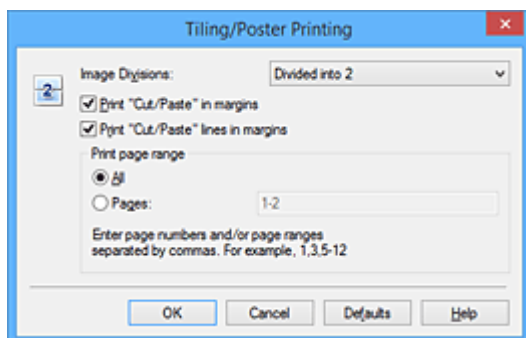 Tiling/Poster Printing
Image Divisions: Divided into 2
2
Print "Cut/Paste" in margins
Print "Cut/Paste" lines in margins
Print page range
All
Pages: 1-2
Enter page numbers and/or page ranges
separated by commas. For example, 1,3,5-12
OK Cancel Defaults Help